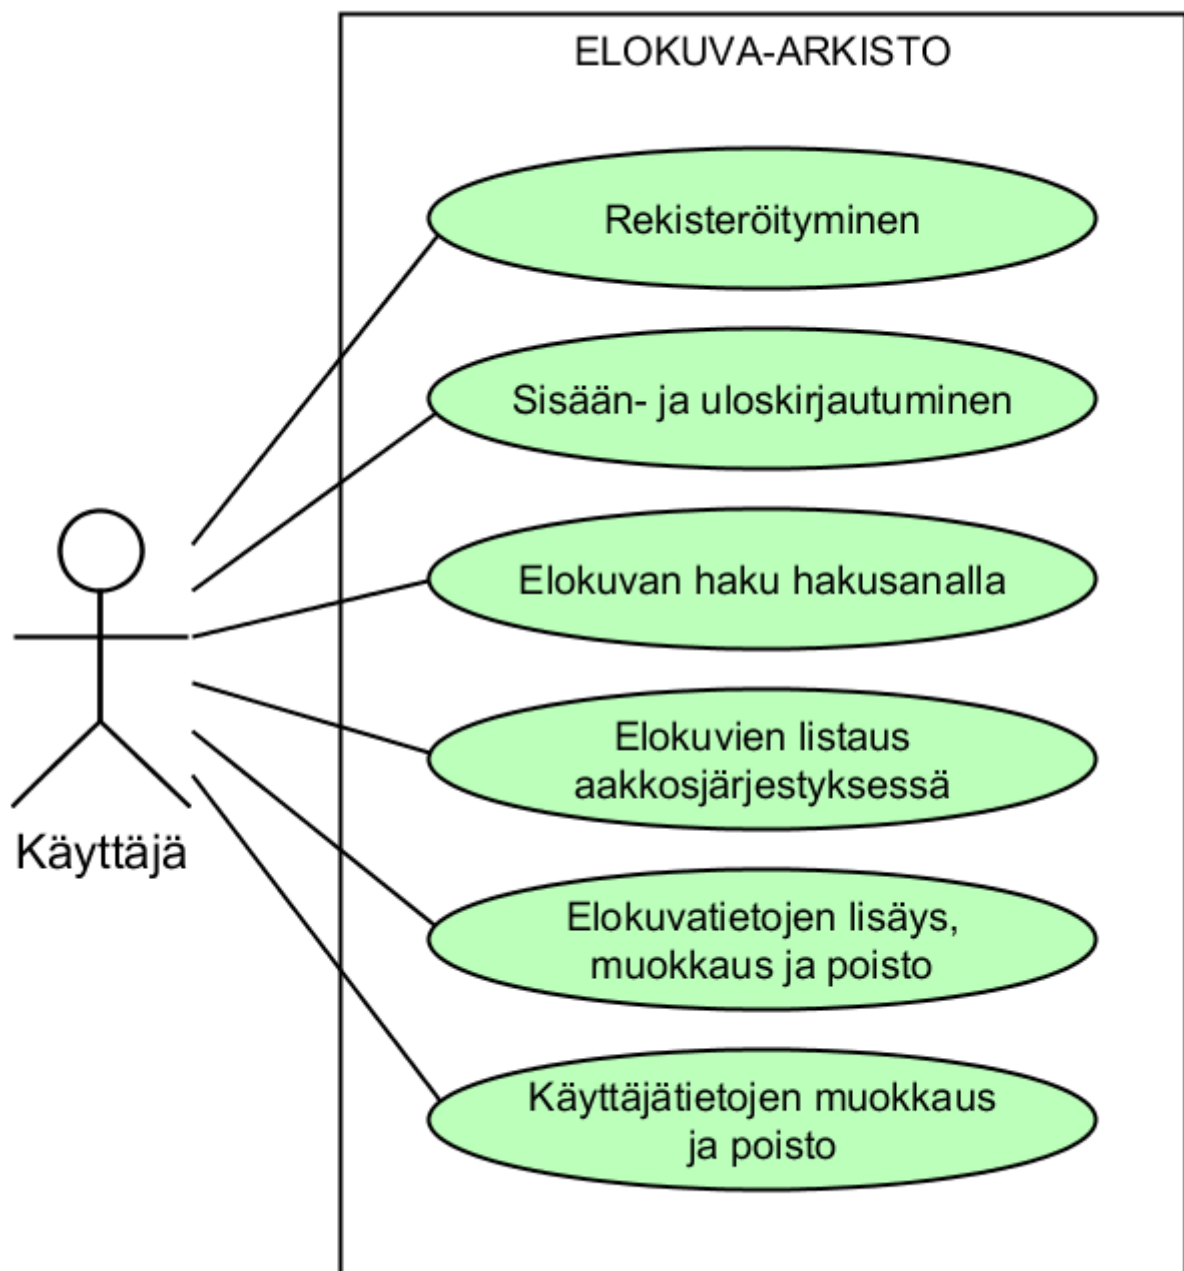 ELOKUVA-ARKISTO
Rekisteröityminen
Sisään- ja uloskirjautuminen
Elokuvan haku hakusanalla
Elokuvien listaus
aakkosjärjestyksessä
Käyttäjä
Elokuvatietojen lisäys,
muokkaus ja poisto
Käyttäjätietojen muokkaus
ja poisto